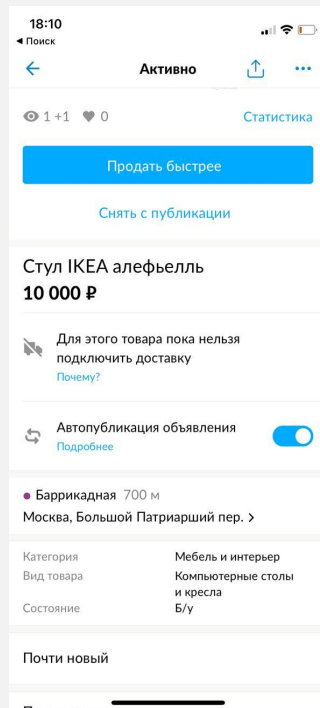 18:10
◀ Поиск
Активно
1 +1 0
Статистика
Продать быстрее
Снять с публикации
Стул IKEA алефьелль
10 000 ₽
Для этого товара пока нельзя
подключить доставку
Почему?
Автопубликация объявления
Подробнее
Баррикадная 700 м
Москва, Большой Патриарший пер. >
Категория Мебель и интерьер
Вид товара Компьютерные столы
и кресла
Состояние Б/у
Почти новый